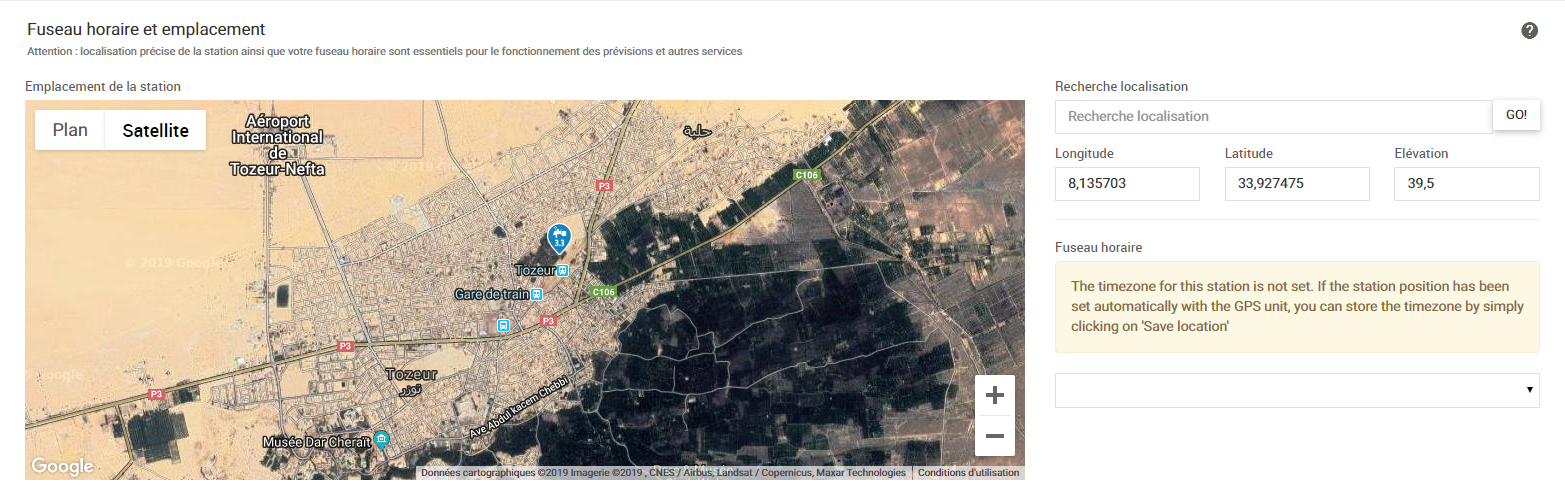 Fuseau horaire et emplacement
Attention : localisation précise de la station ainsi que votre fuseau horaire sont essentiels pour le fonctionnement des prévisions et autres services
Emplacement de la station
Plan
Satellite
Aéroport
International
de
Tozeur-Nefta
حلبة
P3
C106
3.3
Tozeur
© 2019 Google
Gare de train
C106
P3
P3
Tozeur
توزر
Google
P3
Ave Abdul kacem Chebbi
Musée Dar Cheraït
Google
Données cartographiques ©2019 Imagerie ©2019 , CNES / Airbus, Landsat / Copernicus, Maxar Technologies
Conditions d'utilisation
Recherche localisation
Recherche localisation
GO!
Longitude
Latitude
Elévation
8,135703
33,927475
39,5
Fuseau horaire
The timezone for this station is not set. If the station position has been
set automatically with the GPS unit, you can store the timezone by simply
clicking on 'Save location'